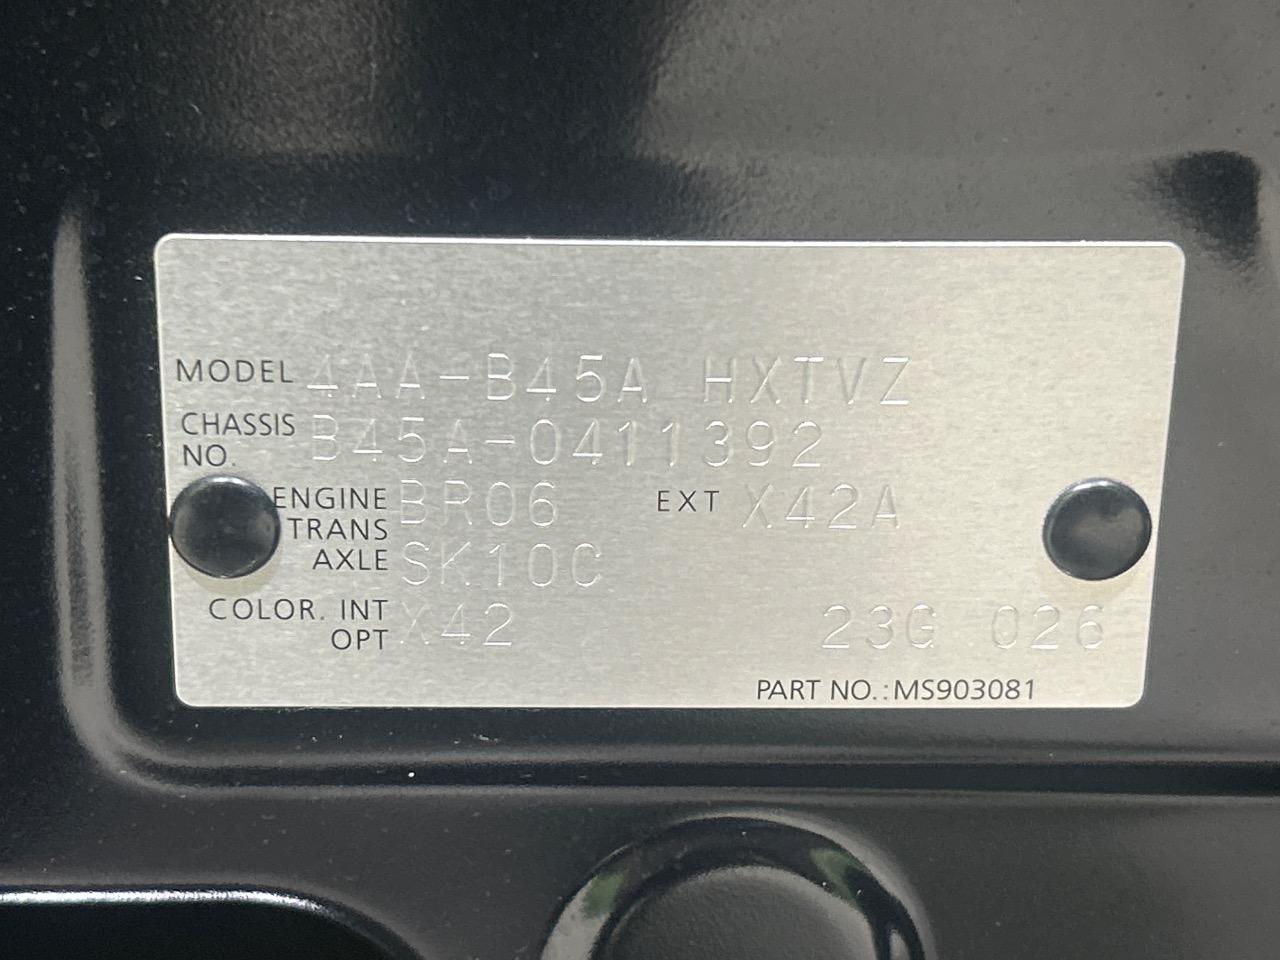 MODEL 4AA-B45A HXTVZ
CHASSIS NO. B45A-0411392
ENGINE BR06 EXT X42A
TRANS
AXLE SK10C
COLOR. INT X42 23G 026
OPT
PART NO.:MS903081